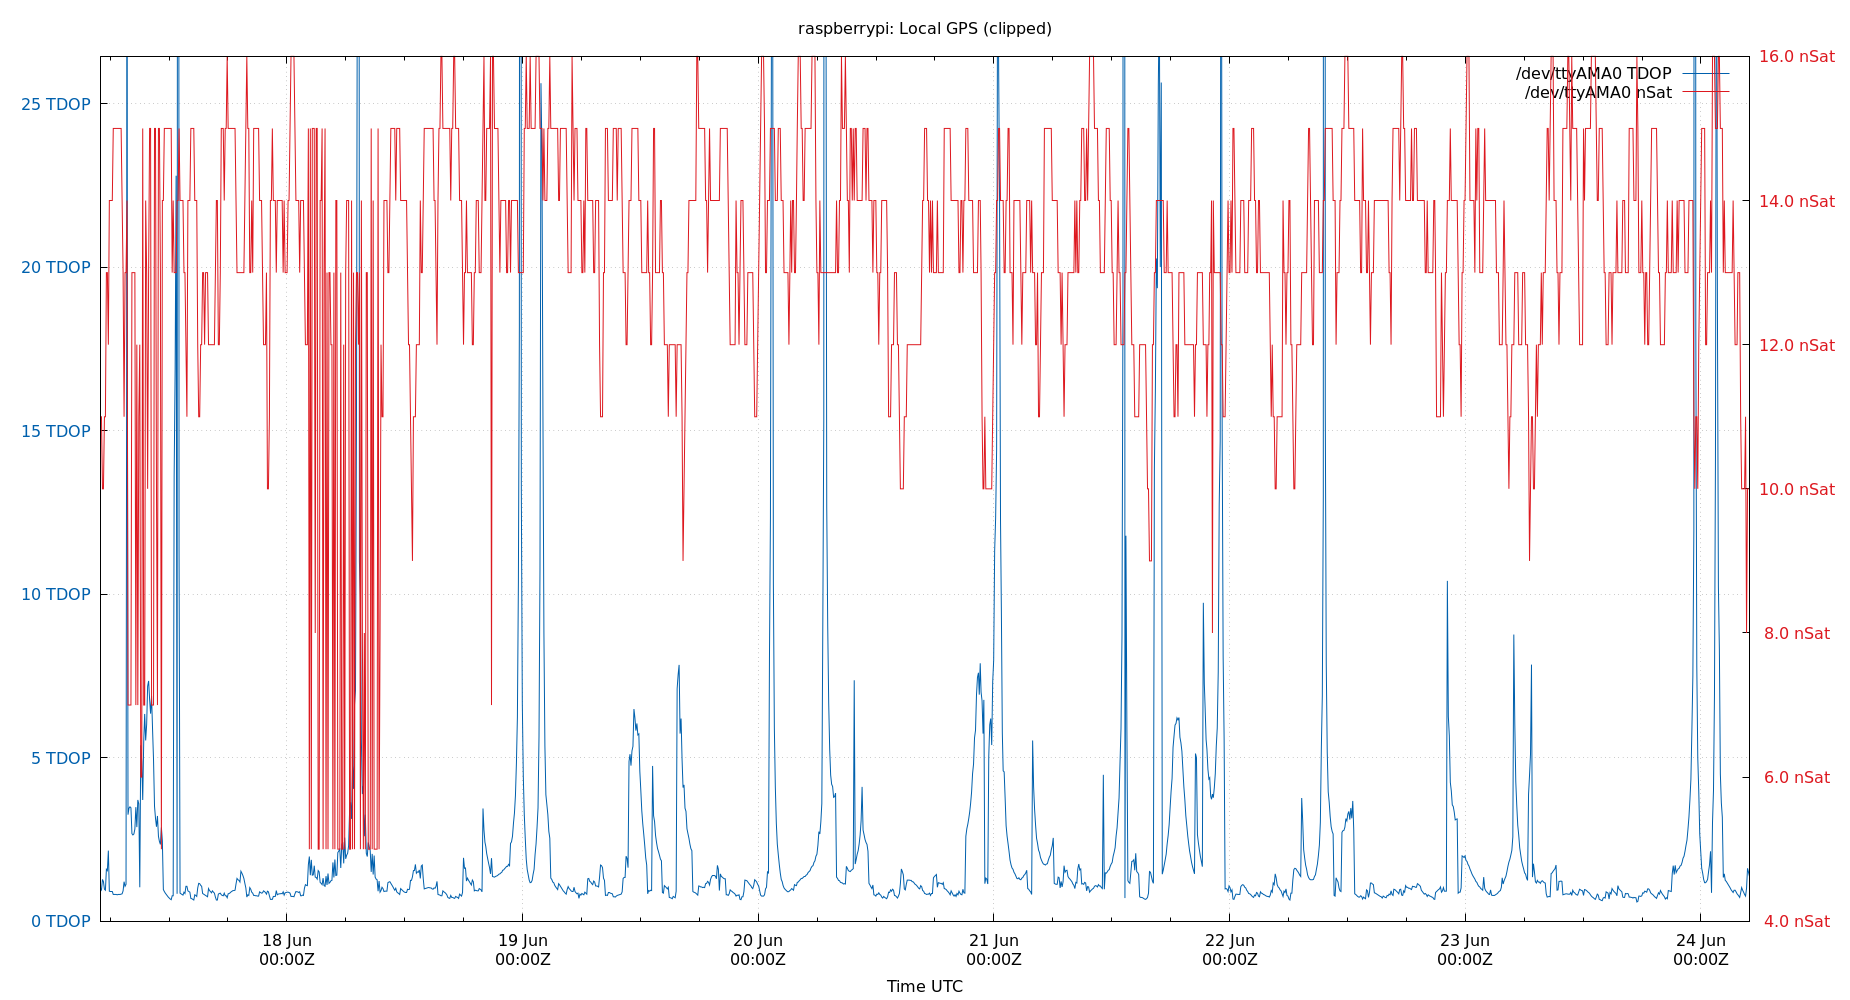 raspberrypi: Local GPS (clipped)
/dev/ttyAMA0 TDOP
/dev/ttyAMA0 nSat
25 TDOP
20 TDOP
15 TDOP
10 TDOP
5 TDOP
0 TDOP
16.0 nSat
14.0 nSat
12.0 nSat
10.0 nSat
8.0 nSat
6.0 nSat
4.0 nSat
18 Jun
00:00Z
19 Jun
00:00Z
20 Jun
00:00Z
21 Jun
00:00Z
22 Jun
00:00Z
23 Jun
00:00Z
24 Jun
00:00Z
Time UTC